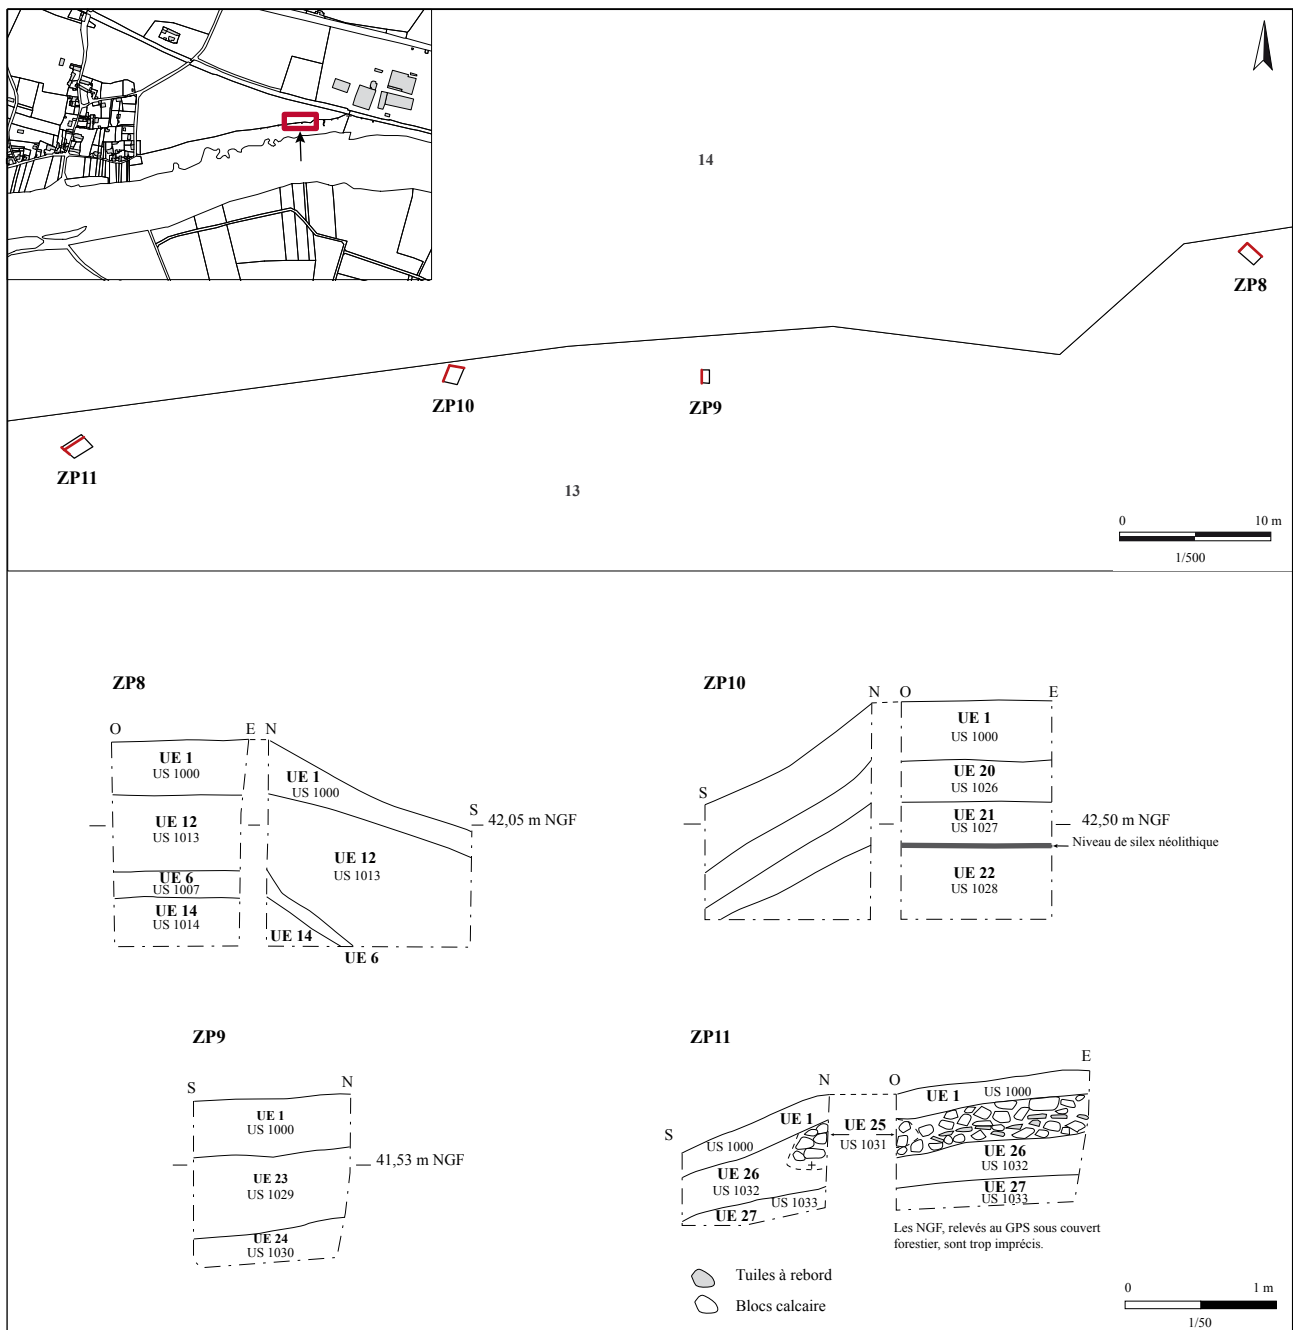 14
ZP8
ZP10
ZP9
ZP11
13
0 10 m
1/500
ZP8
O E N
UE 1
US 1000
UE 1
US 1000
S
42,05 m NGF
UE 12
US 1013
UE 12
US 1013
UE 6
US 1007
UE 14
US 1014
UE 14
UE 6
ZP10
N O E
UE 1
US 1000
S
UE 20
US 1026
UE 21
US 1027
42,50 m NGF
Niveau de silex néolithique
UE 22
US 1028
ZP9
S N
UE 1
US 1000
41,53 m NGF
UE 23
US 1029
UE 24
US 1030
ZP11
E
N O
UE 1
US 1000
UE 1
US 1000
S
UE 25
US 1031
UE 26
US 1032
UE 26
US 1032
US 1033
UE 27
UE 27
US 1033
Les NGF, relevés au GPS sous couvert
forestier, sont trop imprécis.
Tuiles à rebord
Blocs calcaire
0 1 m
1/50